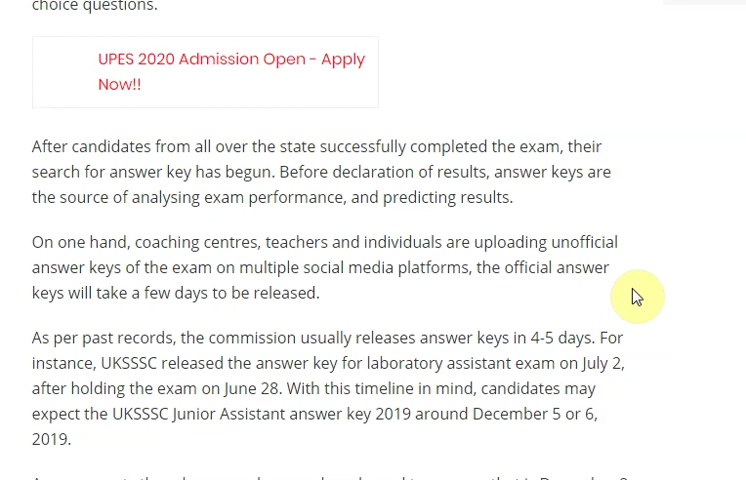 choice questions.
UPES 2020 Admission Open - Apply
Now!!
After candidates from all over the state successfully completed the exam, their
search for answer key has begun. Before declaration of results, answer keys are
the source of analysing exam performance, and predicting results.
On one hand, coaching centres, teachers and individuals are uploading unofficial
answer keys of the exam on multiple social media platforms, the official answer
keys will take a few days to be released.
As per past records, the commission usually releases answer keys in 4-5 days. For
instance, UKSSSC released the answer key for laboratory assistant exam on July 2,
after holding the exam on June 28. With this timeline in mind, candidates may
expect the UKSSSC Junior Assistant answer key 2019 around December 5 or 6,
2019.